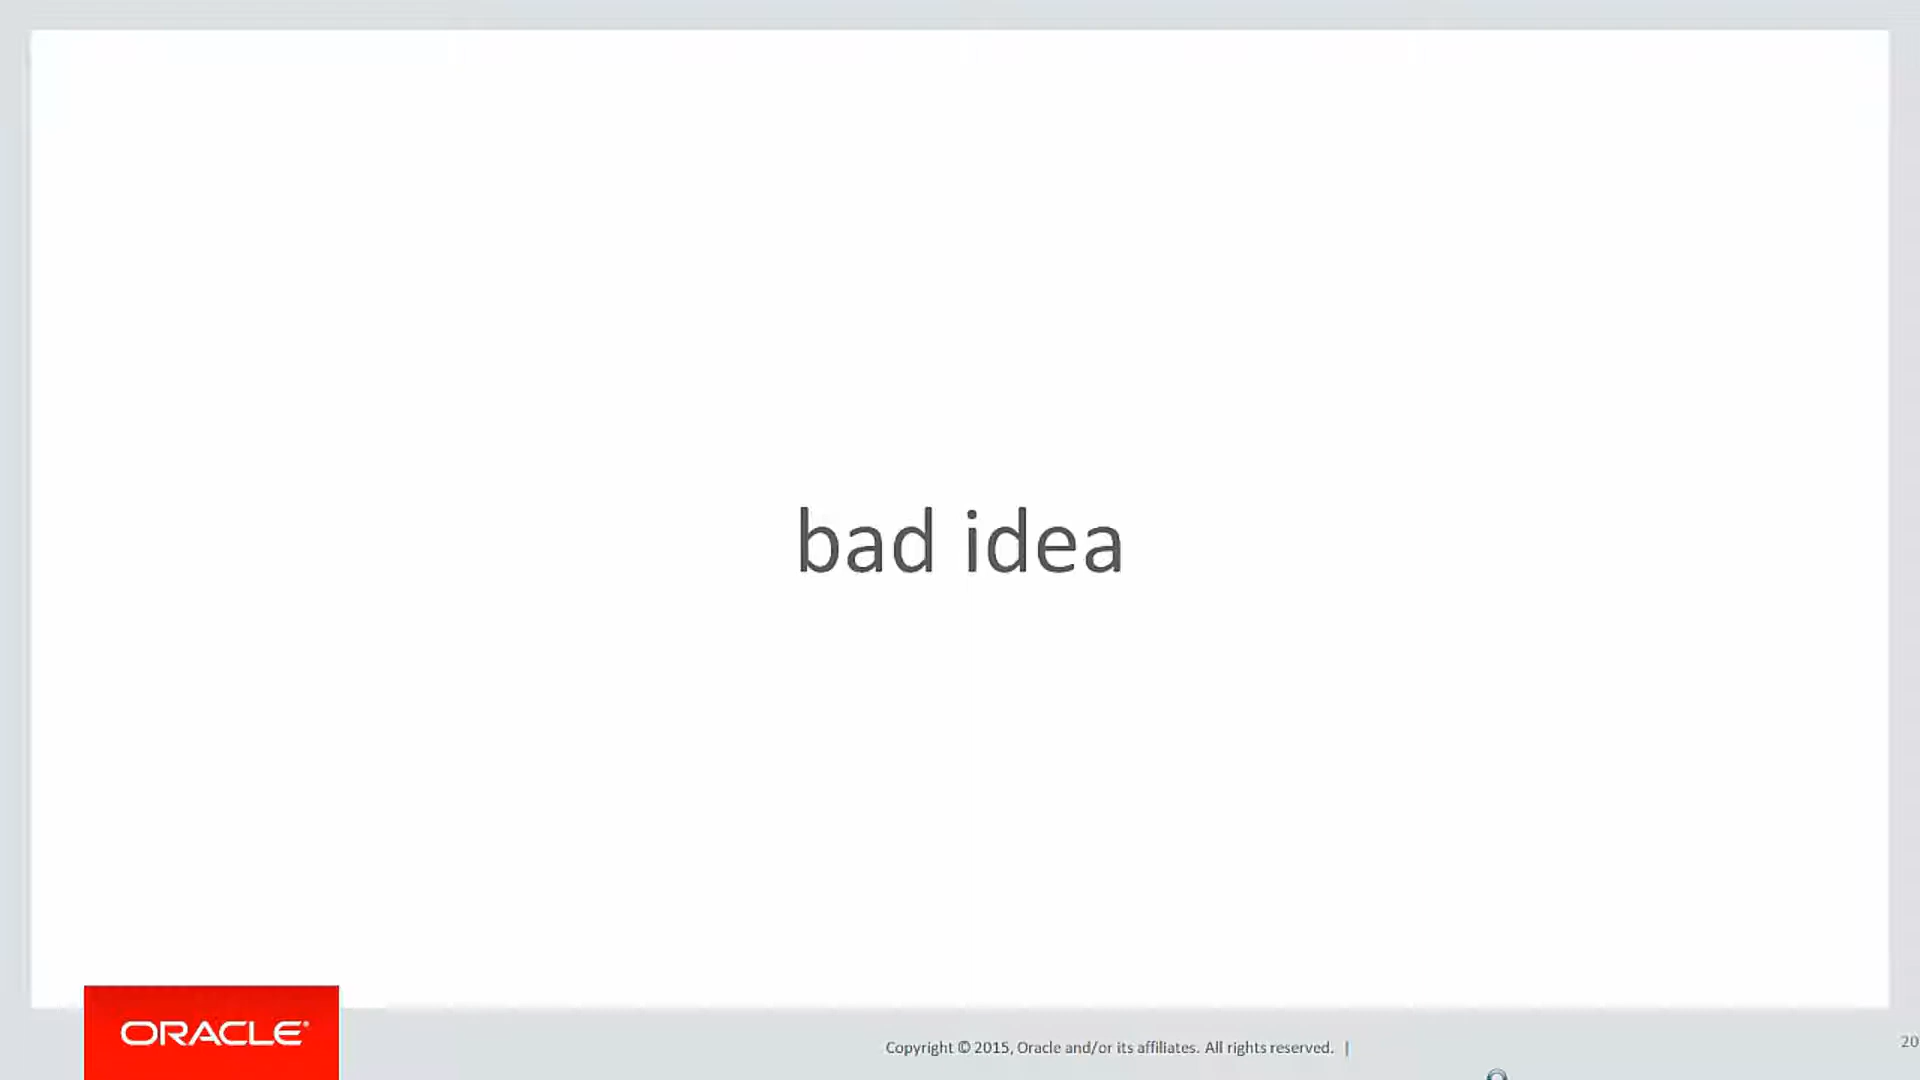 bad idea
ORACLE®
Copyright © 2015, Oracle and/or its affiliates. All rights reserved. |
20